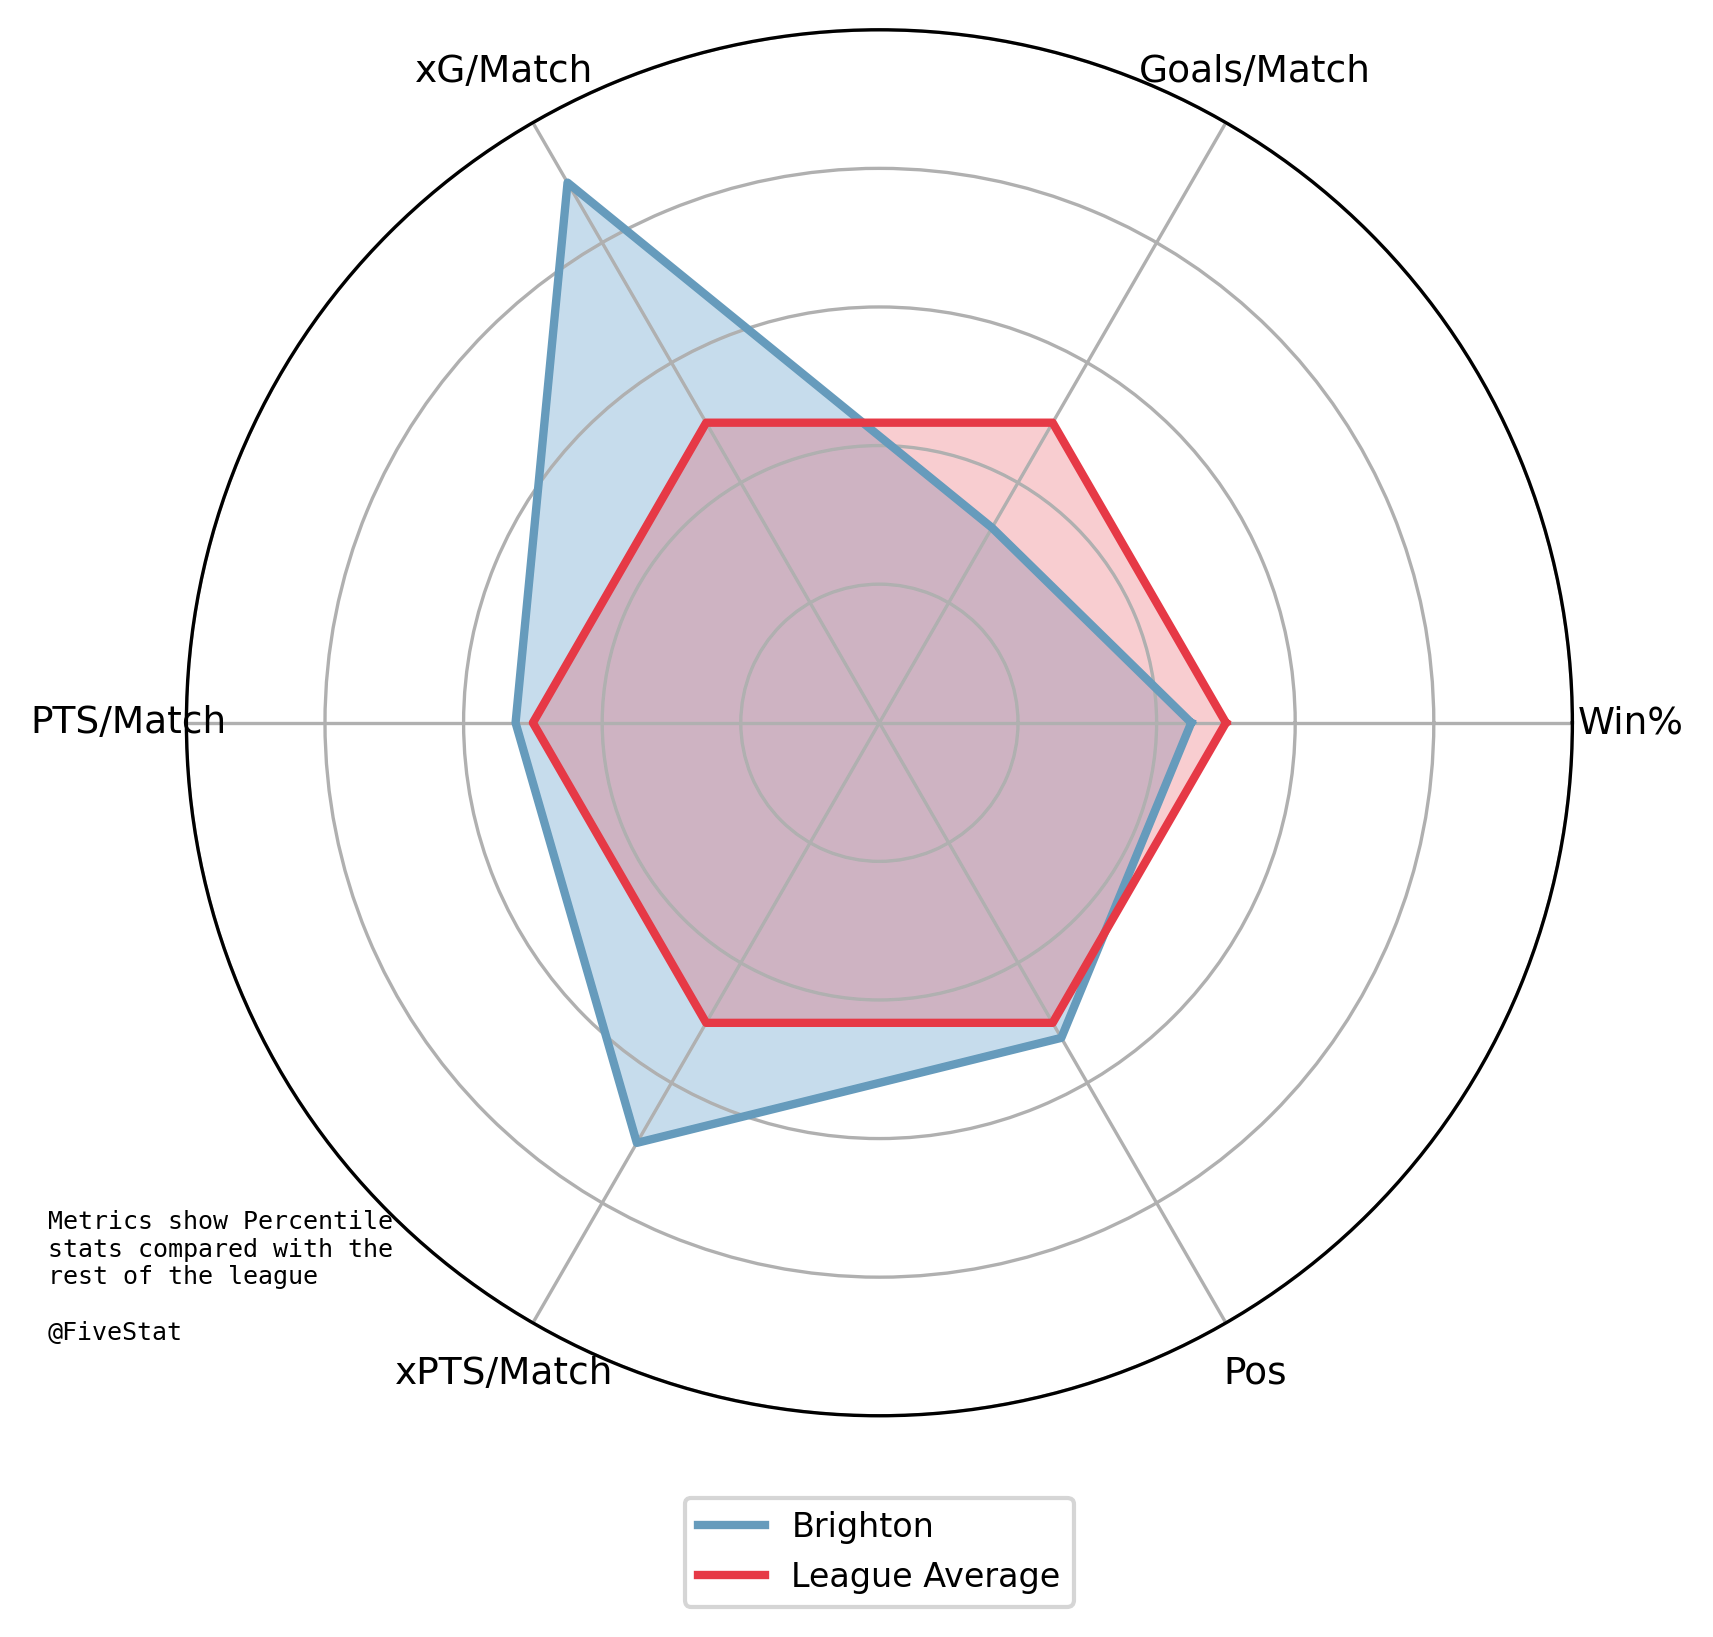 xG/Match
Goals/Match
PTS/Match
Win%
Metrics show Percentile
stats compared with the
rest of the league
@FiveStat
xPTS/Match
Pos
Brighton
League Average